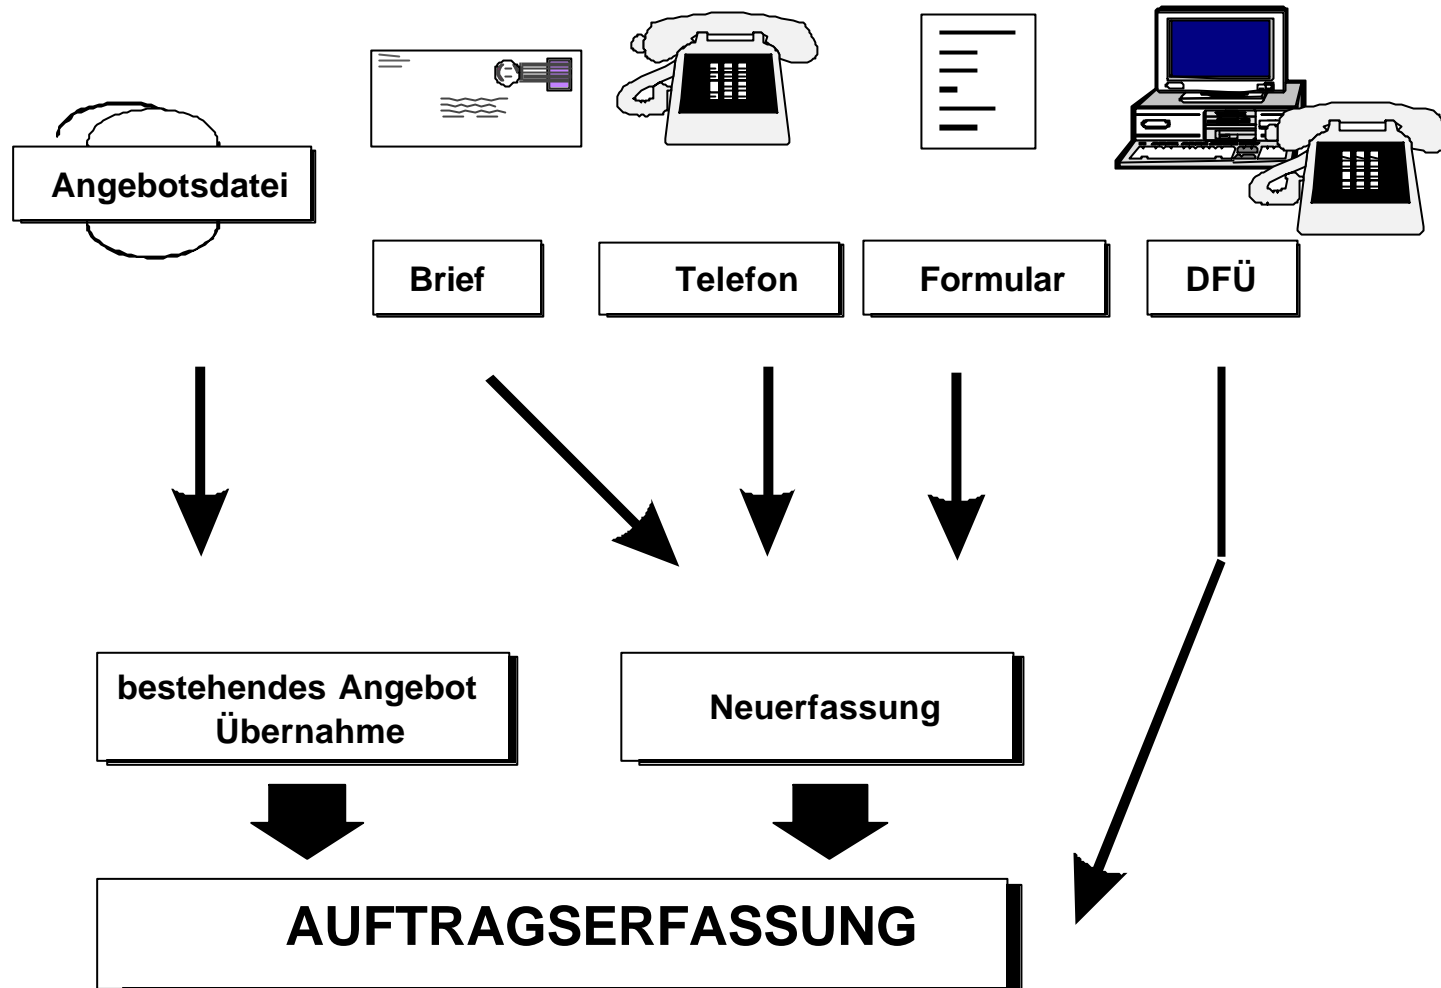 Angebotsdatei
Brief
Telefon
Formular
DFÜ
bestehendes Angebot
Übernahme
Neuerfassung
AUFTRAGSERFASSUNG